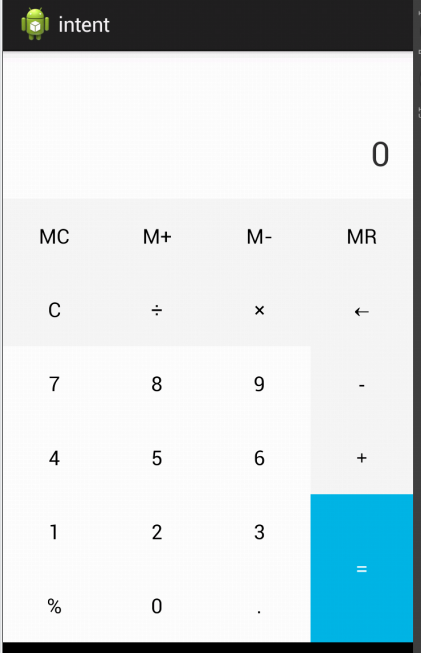 intent
0
MC M+ M- MR
C ÷ × ←
7 8 9 -
4 5 6 +
1 2 3
=
% 0 .